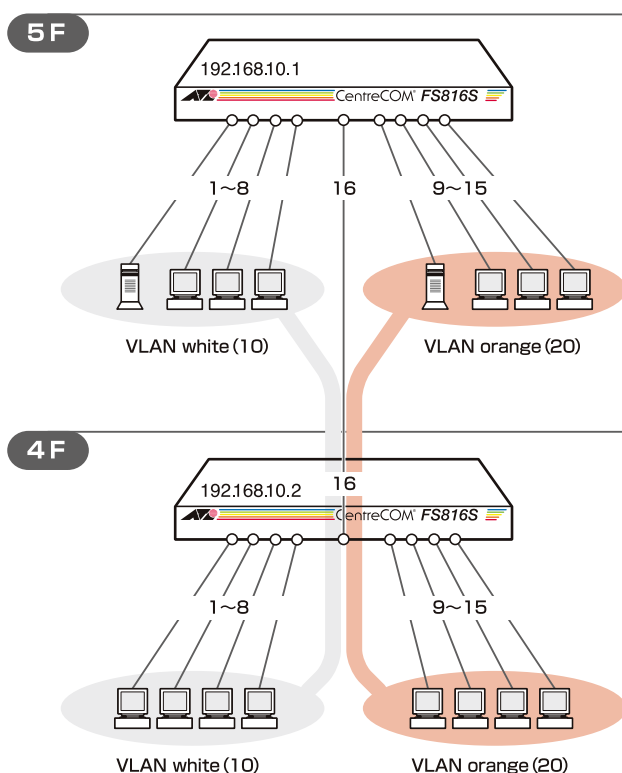 5F
192.168.10.1
CentreCOM® FS816S
1〜8
16
9〜15
VLAN white(10)
VLAN orange(20)
4F
16
192.168.10.2
CentreCOM® FS816S
1〜8
9〜15
VLAN white(10)
VLAN orange(20)